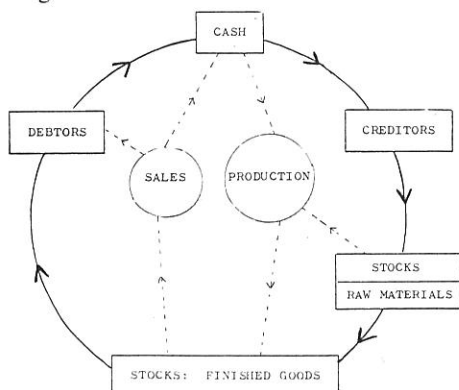 CASH
DEBTORS
CREDITORS
SALES
PRODUCTION
STOCKS
RAW MATERIALS
STOCKS: FINISHED GOODS